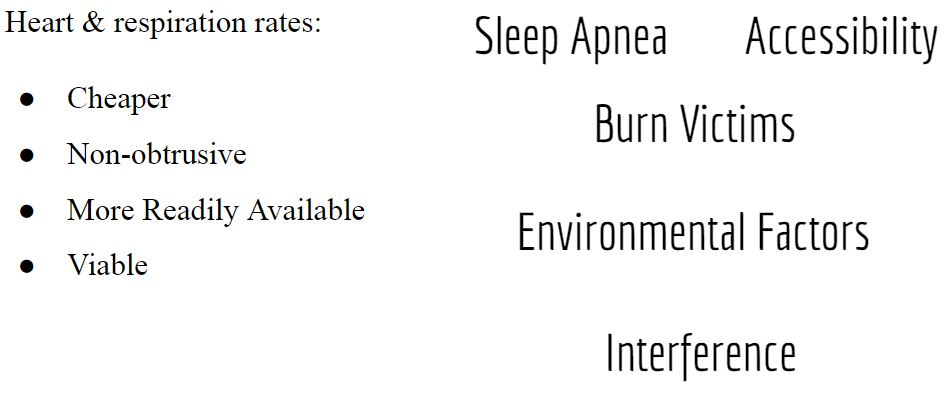 Heart & respiration rates:
● Cheaper
● Non-obtrusive
● More Readily Available
● Viable
Sleep Apnea
Accessibility
Burn Victims
Environmental Factors
Interference